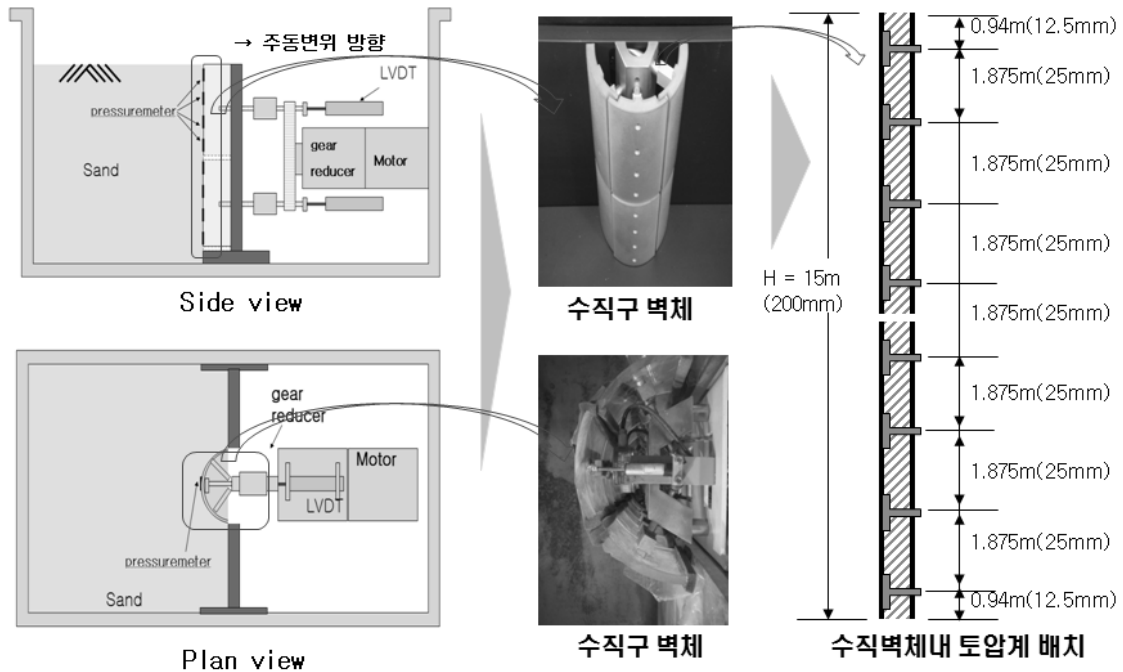 → 주동변위 방향
LVDT
pressuremeter
Sand
gear
reducer
Motor
Side view
gear
reducer
Motor
LVDT
pressuremeter
Sand
Plan view
수직구 벽체
수직구 벽체
H = 15m
(200mm)
0.94m(12.5mm)
1.875m(25mm)
1.875m(25mm)
1.875m(25mm)
1.875m(25mm)
1.875m(25mm)
1.875m(25mm)
1.875m(25mm)
0.94m(12.5mm)
수직벽체내 토압계 배치